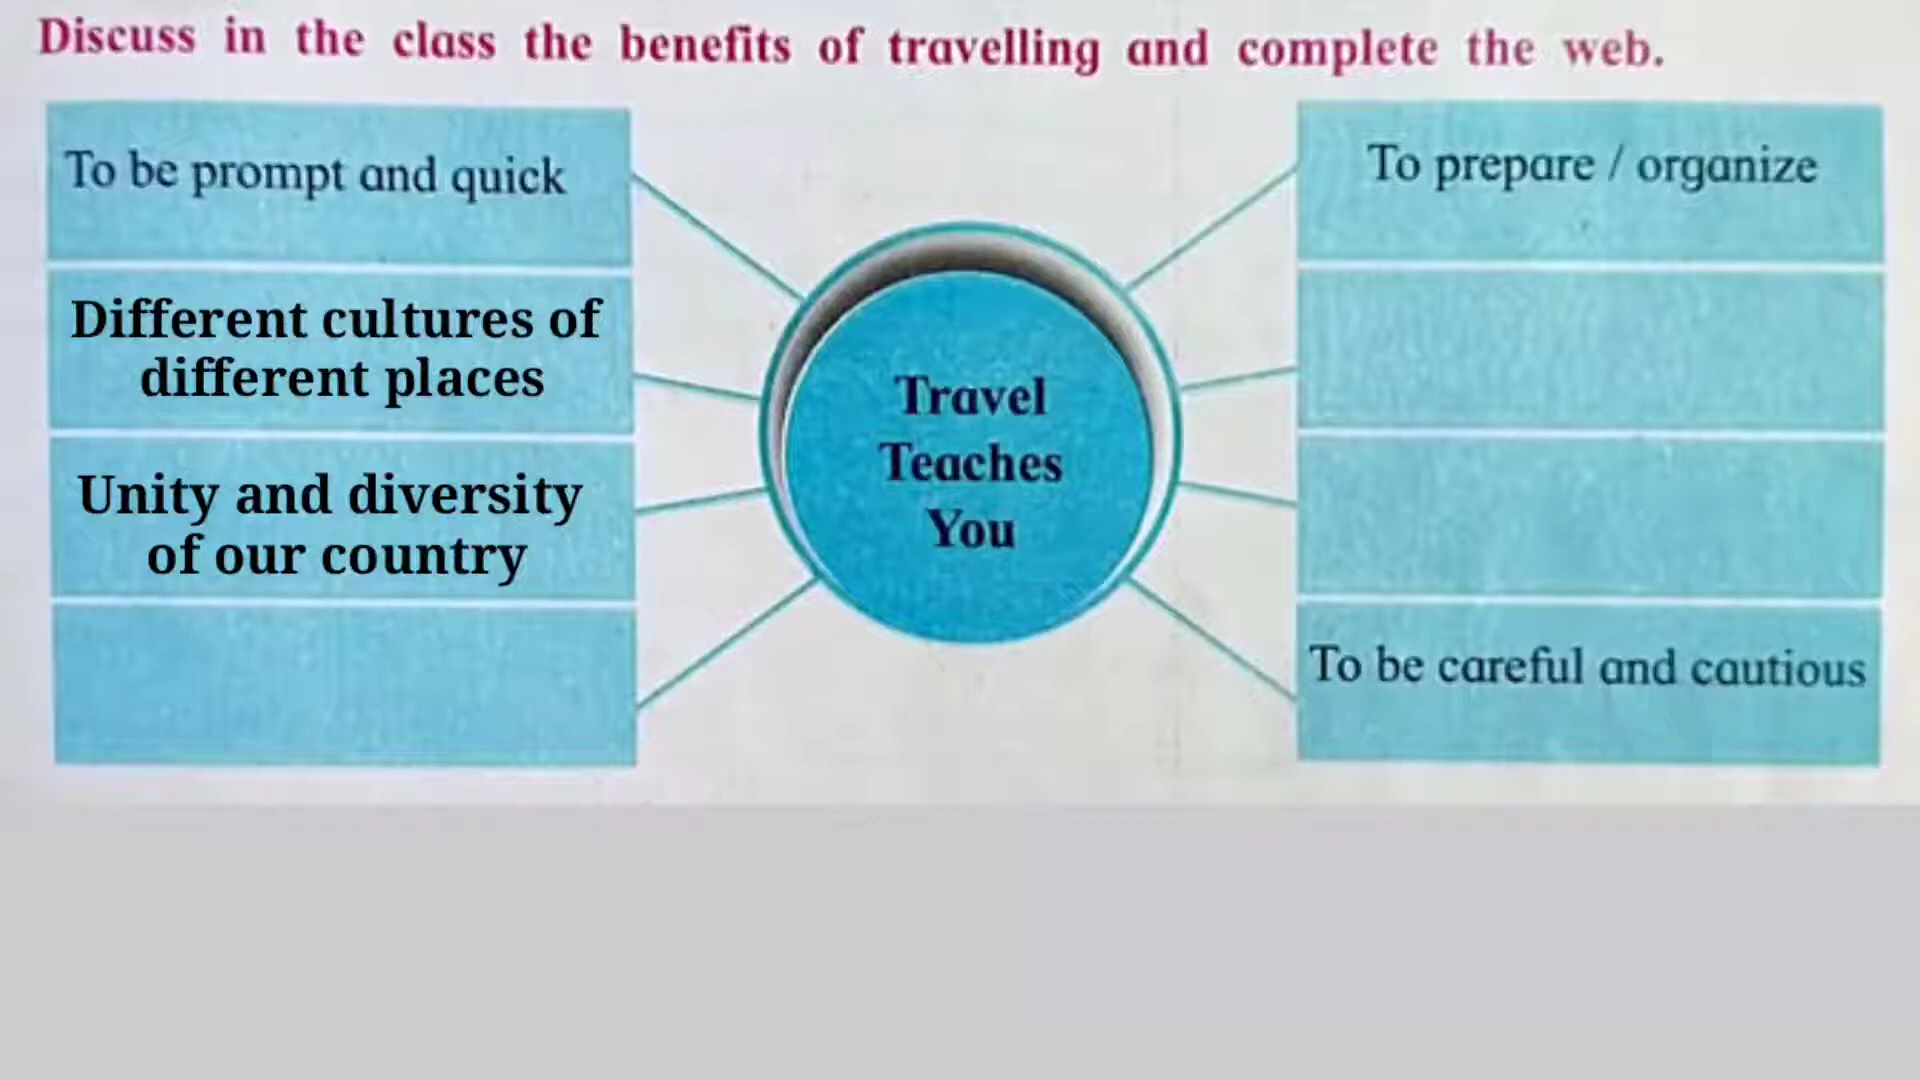 Discuss in the class the benefits of travelling and complete the web.
To be prompt and quick
Different cultures of
different places
Unity and diversity
of our country
Travel
Teaches
You
To prepare / organize
To be careful and cautious